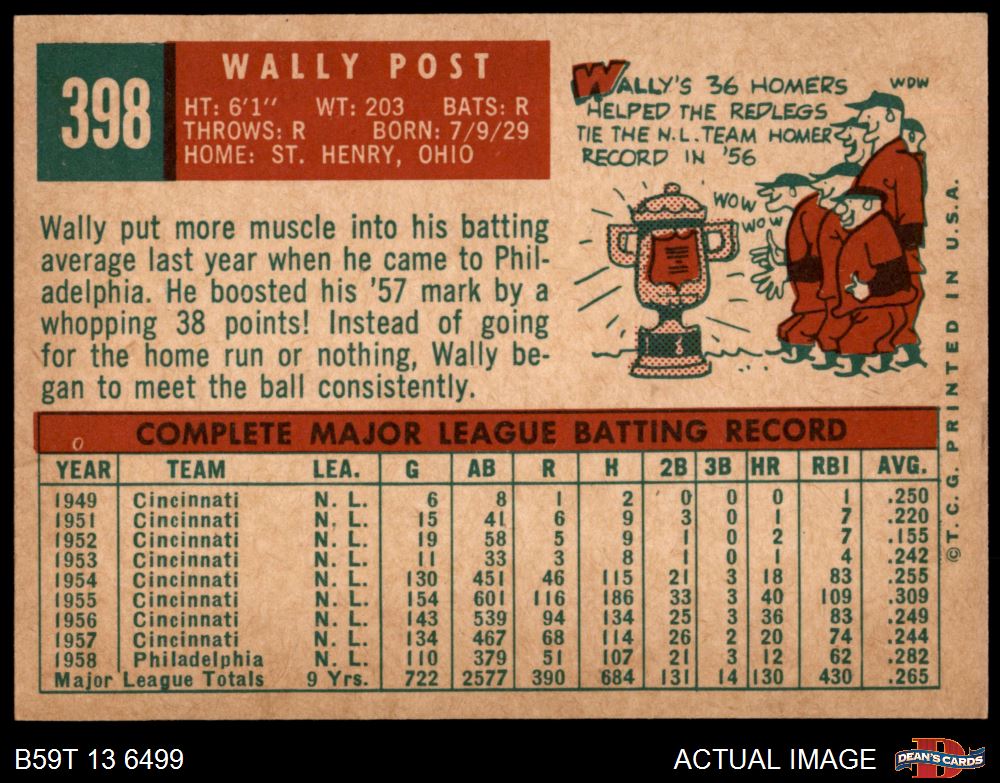 398
WALLY POST
HT: 6'1" WT: 203 BATS: R
THROWS: R BORN: 7/9/29
HOME: ST. HENRY, OHIO
WALLY'S 36 HOMERS
HELPED THE REDLEGS
TIE THE N.L. TEAM HOMER
RECORD IN '56
WOW
WOW
WOW
Wally put more muscle into his batting
average last year when he came to Phil-
adelphia. He boosted his '57 mark by a
whopping 38 points! Instead of going
for the home run or nothing, Wally be-
gan to meet the ball consistently.
COMPLETE MAJOR LEAGUE BATTING RECORD
YEAR TEAM LEA. G AB R H 2B 3B HR RBI AVG.
1949 Cincinnati N. L. 6 8 1 2 0 0 0 1 .250
1951 Cincinnati N. L. 15 41 6 9 3 0 1 7 .220
1952 Cincinnati N. L. 19 58 5 9 1 0 2 7 .155
1953 Cincinnati N. L. 11 33 3 8 1 0 1 4 .242
1954 Cincinnati N. L. 130 451 46 115 21 3 18 83 .255
1955 Cincinnati N. L. 154 601 116 186 33 3 40 109 .309
1956 Cincinnati N. L. 143 539 94 134 25 3 36 83 .249
1957 Cincinnati N. L. 134 467 68 114 26 2 20 74 .244
1958 Philadelphia N. L. 110 379 51 107 21 3 12 62 .282
Major League Totals 9 Yrs. 722 2577 390 684 131 14 130 430 .265
©T. C. G. PRINTED IN U.S.A.
B59T 13 6499
ACTUAL IMAGE
DEAN'S CARDS